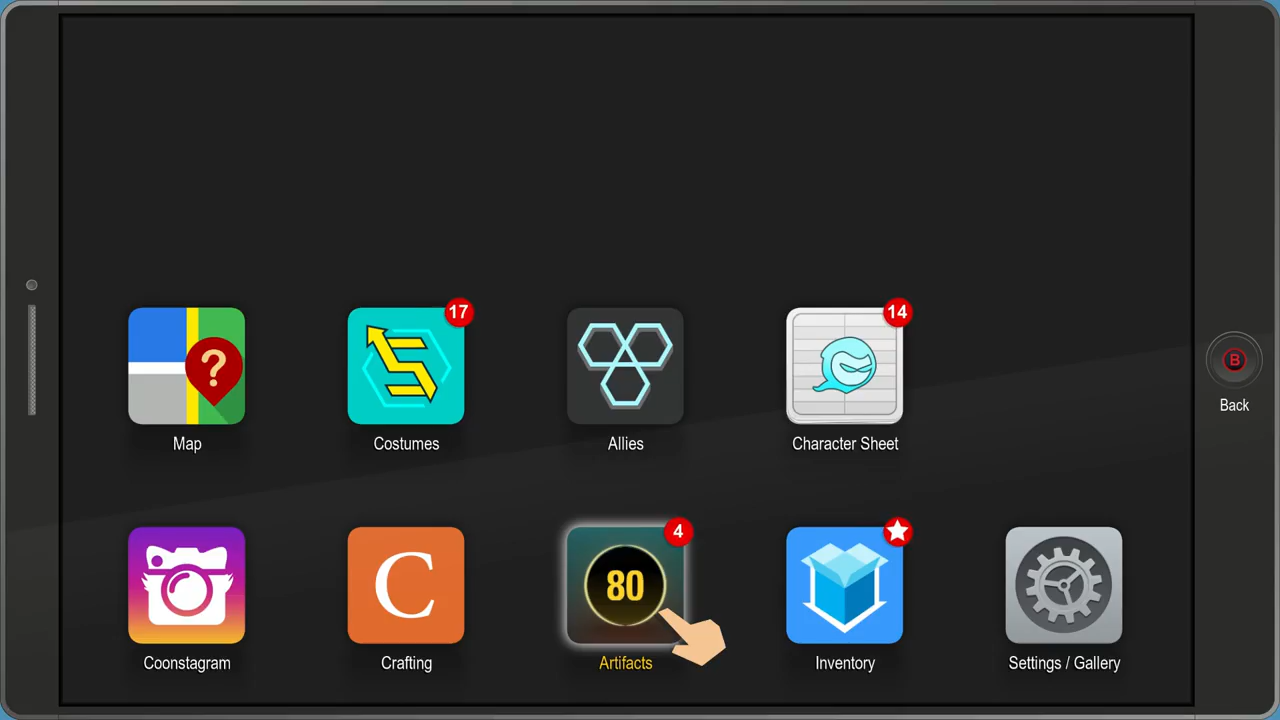 17
14
?
Map
Costumes
Allies
Character Sheet
B
Back
4
C
80
Coonstagram
Crafting
Artifacts
Inventory
Settings / Gallery